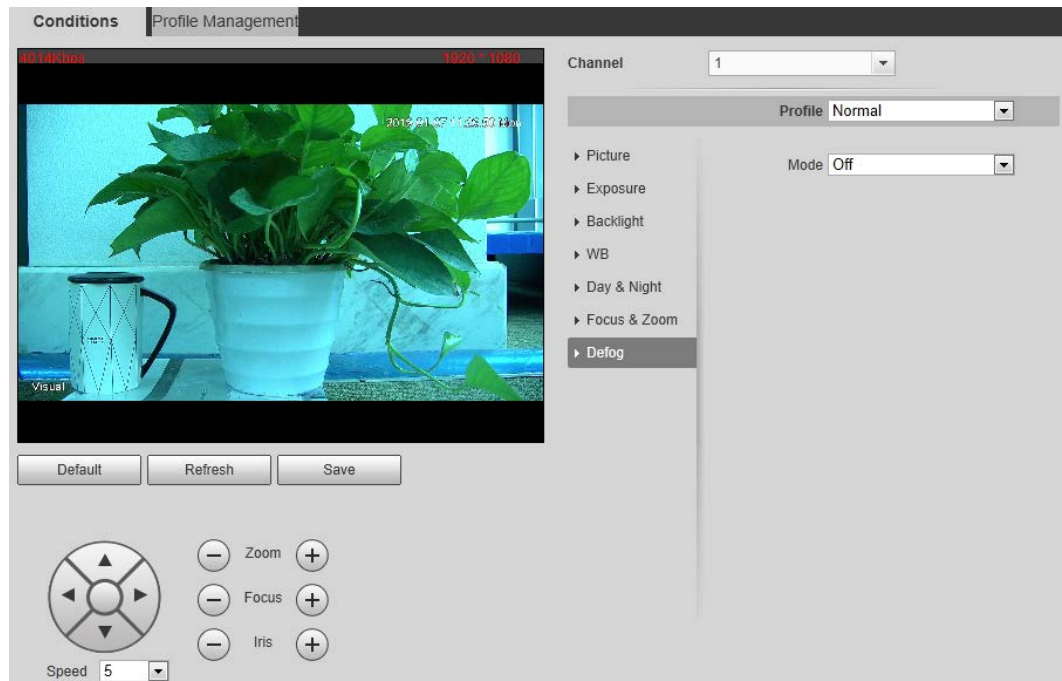 Conditions
Profile Management
4014Kbps 1920 * 1080
Channel 1
Profile Normal
Picture
Mode Off
Exposure
Backlight
WB
Day & Night
Focus & Zoom
Defog
Visual
Default Refresh Save
Zoom
Focus
Iris
Speed 5